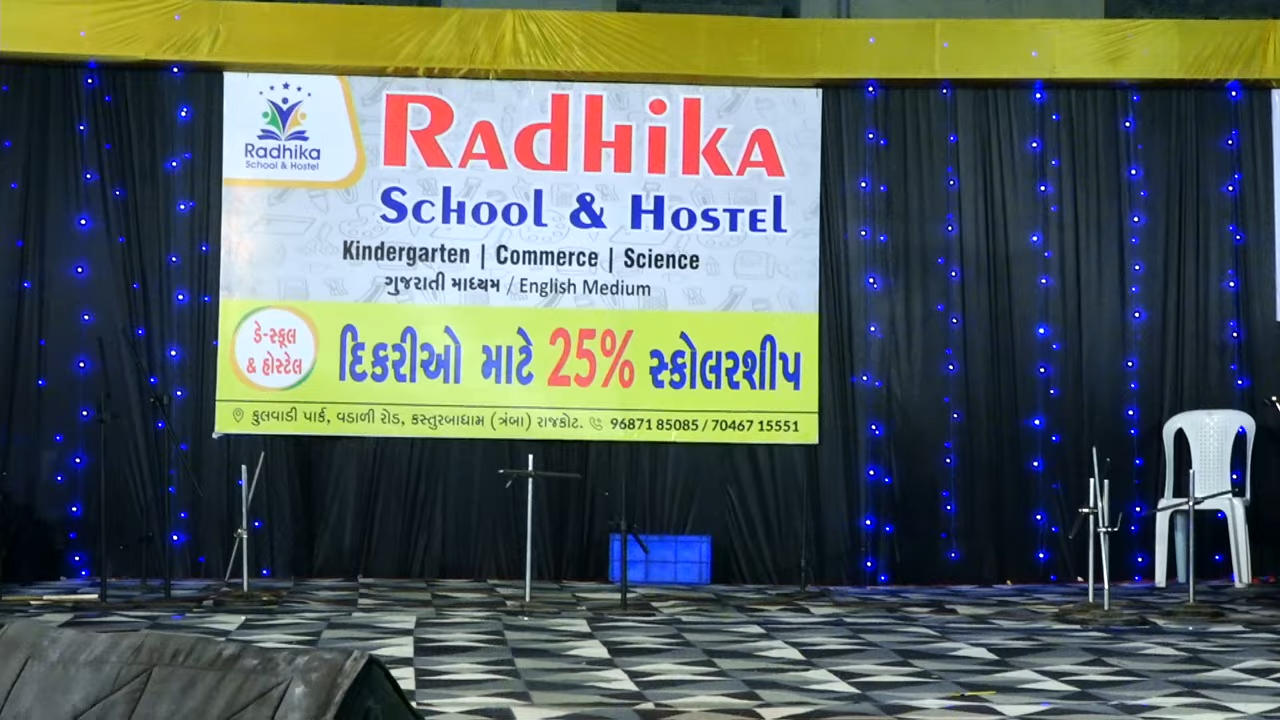 Radhika
School & Hostel
RADHIKA
SCHOOL & HOSTEL
Kindergarten | Commerce | Science
ગુજરાતી માધ્યમ / English Medium
ડે-સ્કૂલ
& હોસ્ટેલ
દિકરીઓ માટે 25% સ્કોલરશીપ
ફુલવાડી પાર્ક, વડાળી રોડ, કસ્તુરબાધામ (ત્રંબા) રાજકોટ. 96871 85085 / 70467 15551